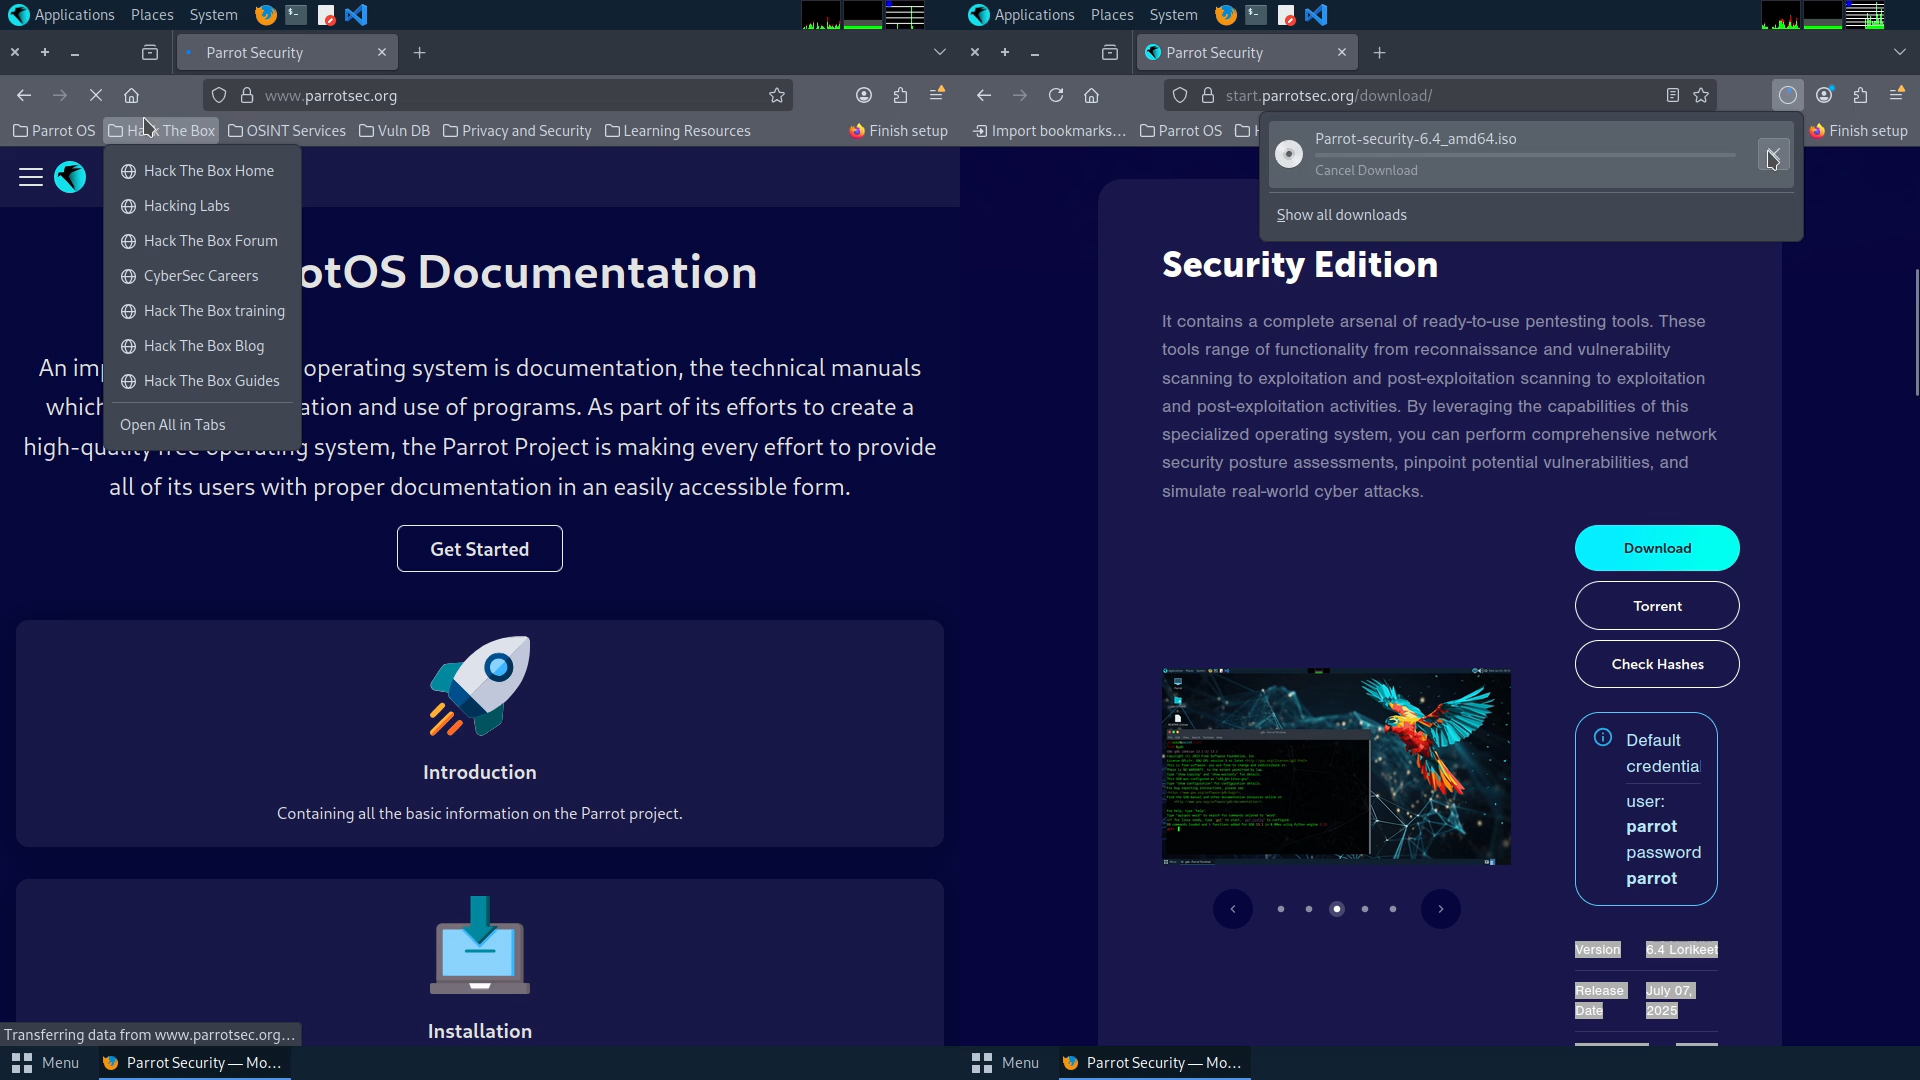 Applications Places System
Parrot Security
www.parrotsec.org
Parrot OS Hack The Box OSINT Services Vuln DB Privacy and Security Learning Resources Finish setup
Hack The Box Home
Hacking Labs
Hack The Box Forum
CyberSec Careers
Hack The Box training
Hack The Box Blog
Hack The Box Guides
Open All in Tabs
otOS Documentation
An im operating system is documentation, the technical manuals
which ation and use of programs. As part of its efforts to create a
high-quality free operating system, the Parrot Project is making every effort to provide
all of its users with proper documentation in an easily accessible form.
Get Started
Introduction
Containing all the basic information on the Parrot project.
Installation
Transferring data from www.parrotsec.org...
Menu Parrot Security — Mo...
Applications Places System
Parrot Security
start.parrotsec.org/download/
Import bookmarks... Parrot OS H Finish setup
Parrot-security-6.4_amd64.iso
Cancel Download
Show all downloads
Security Edition
It contains a complete arsenal of ready-to-use pentesting tools. These
tools range of functionality from reconnaissance and vulnerability
scanning to exploitation and post-exploitation scanning to exploitation
and post-exploitation activities. By leveraging the capabilities of this
specialized operating system, you can perform comprehensive network
security posture assessments, pinpoint potential vulnerabilities, and
simulate real-world cyber attacks.
Download
Torrent
Check Hashes
Default
credential
user:
parrot
password
parrot
Version 6.4 Lorikeet
Release July 07,
Date 2025
Menu Parrot Security — Mo...